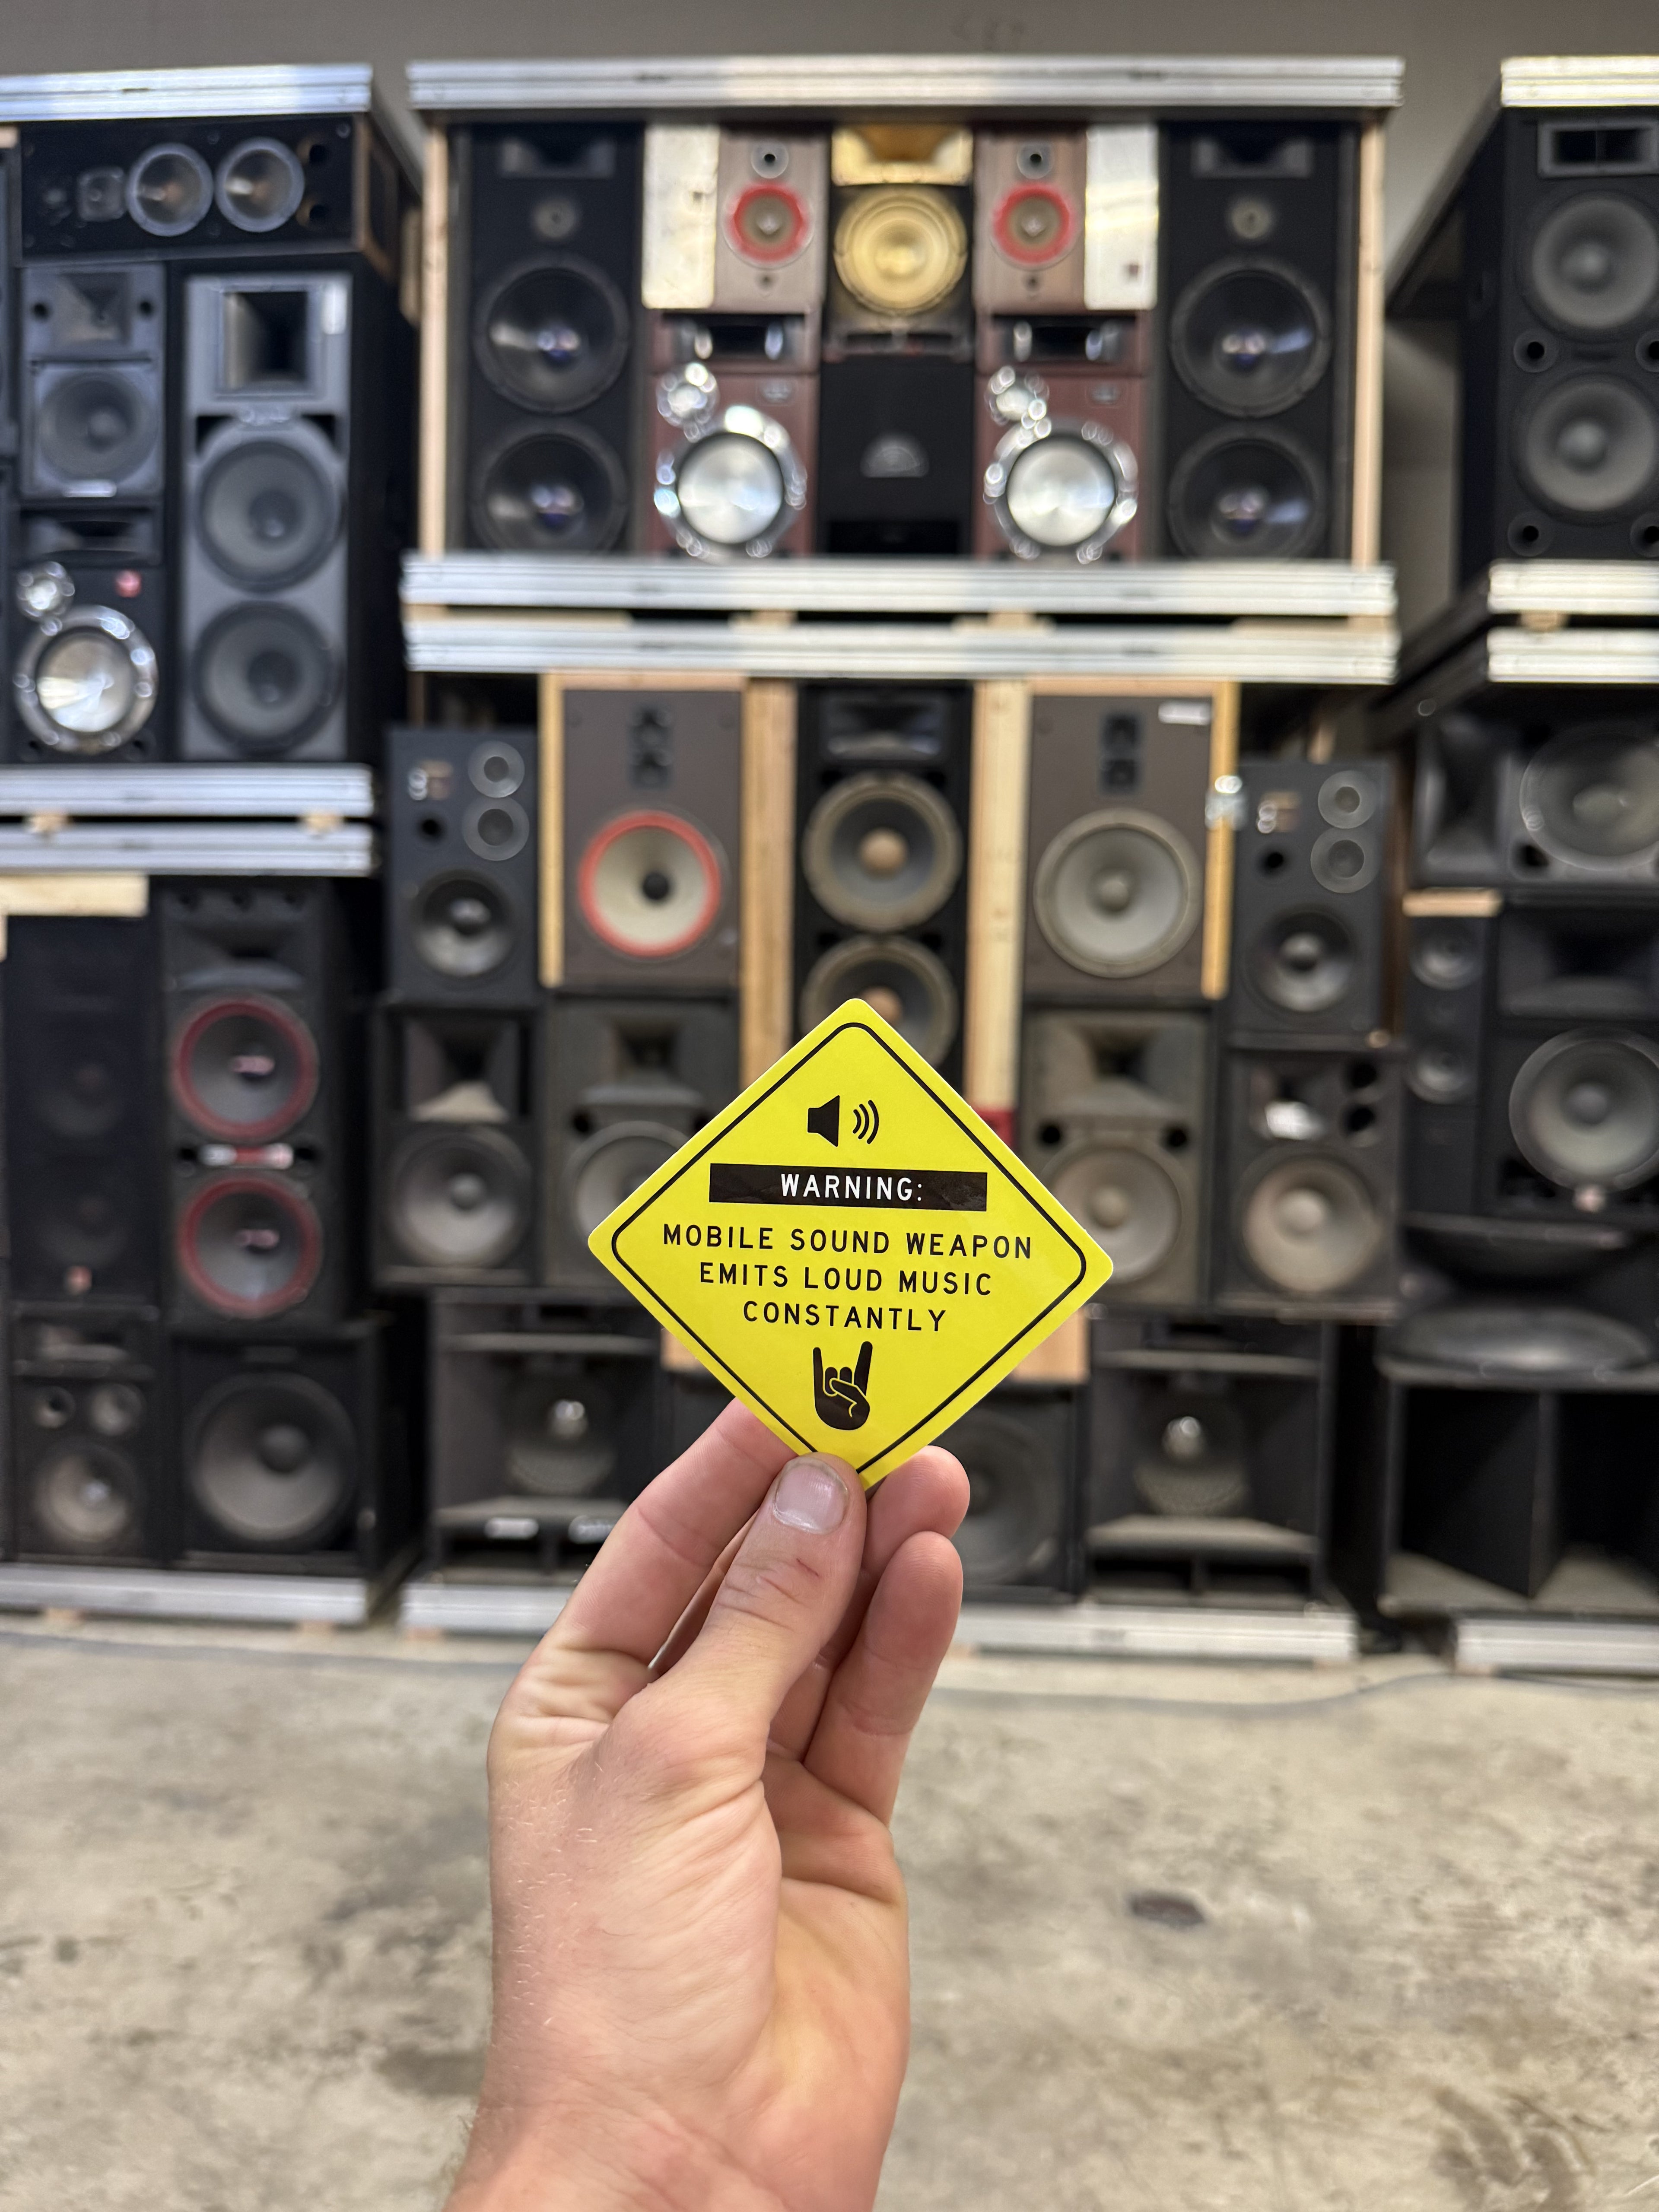 WARNING:
MOBILE SOUND WEAPON
EMITS LOUD MUSIC
CONSTANTLY